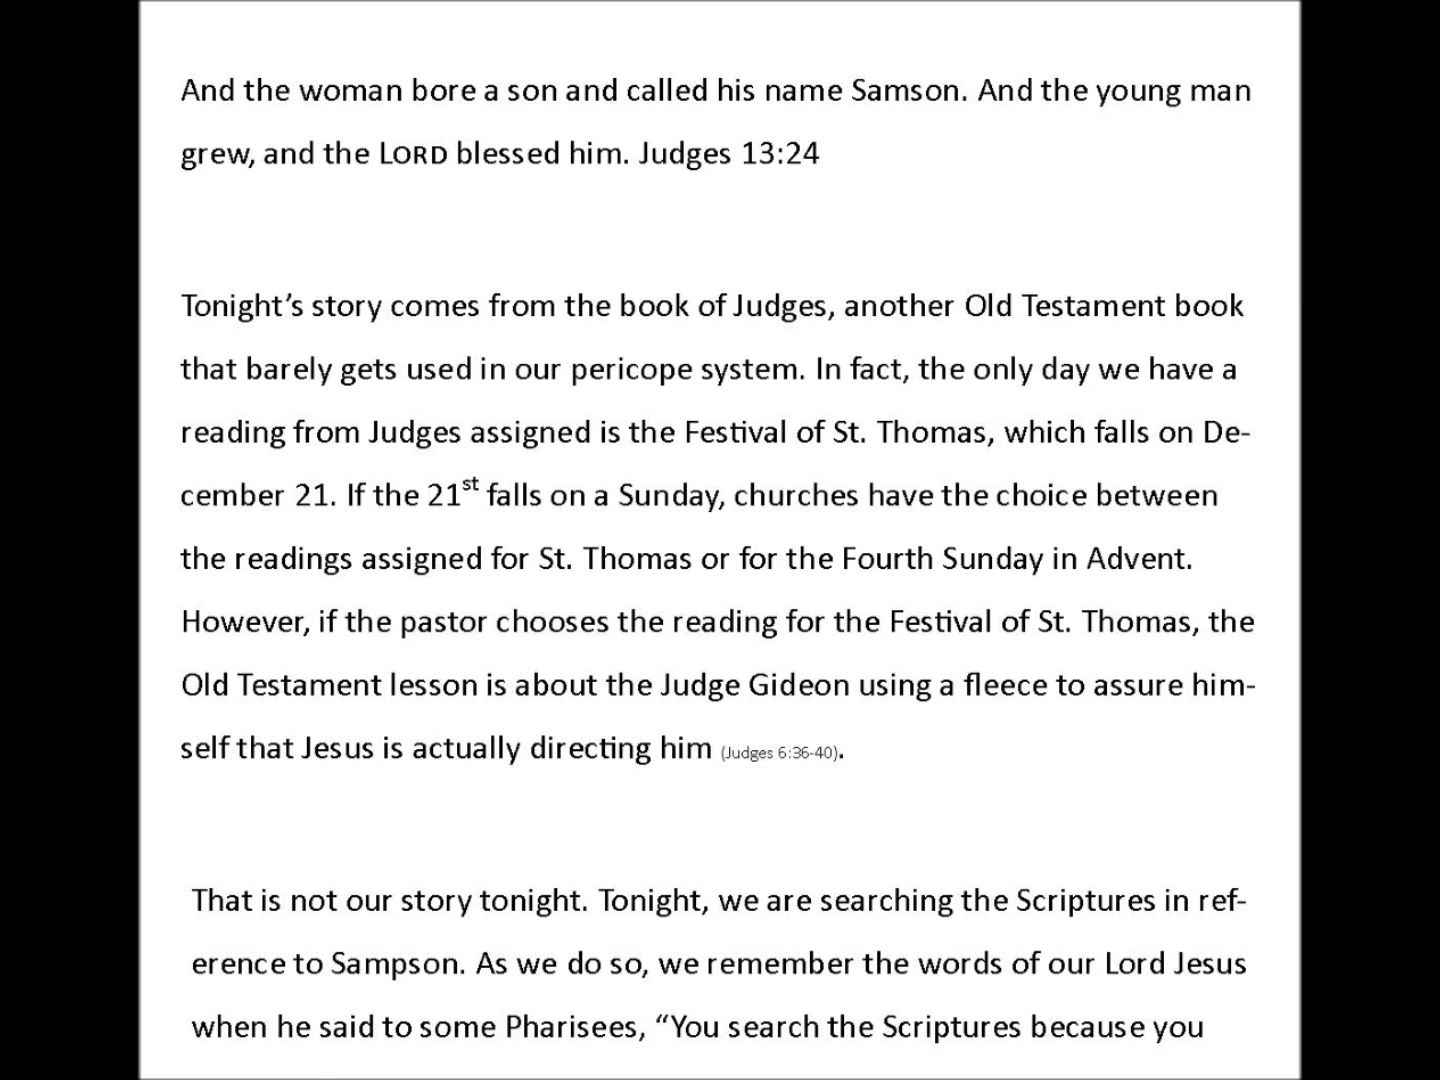 And the woman bore a son and called his name Samson. And the young man
grew, and the LORD blessed him. Judges 13:24
Tonight’s story comes from the book of Judges, another Old Testament book
that barely gets used in our pericope system. In fact, the only day we have a
reading from Judges assigned is the Festival of St. Thomas, which falls on De-
cember 21. If the 21st falls on a Sunday, churches have the choice between
the readings assigned for St. Thomas or for the Fourth Sunday in Advent.
However, if the pastor chooses the reading for the Festival of St. Thomas, the
Old Testament lesson is about the Judge Gideon using a fleece to assure him-
self that Jesus is actually directing him (Judges 6:36-40).
That is not our story tonight. Tonight, we are searching the Scriptures in ref-
erence to Sampson. As we do so, we remember the words of our Lord Jesus
when he said to some Pharisees, “You search the Scriptures because you